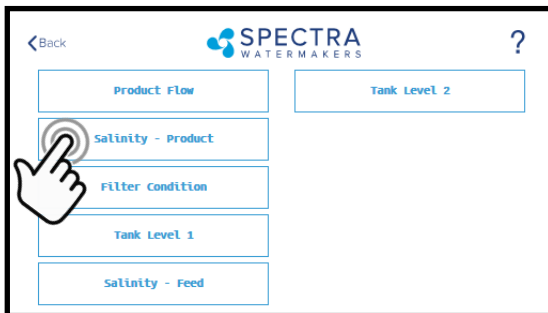 Back
SPECTRA
WATERMAKERS
?
Product Flow
Tank Level 2
Salinity - Product
Filter Condition
Tank Level 1
Salinity - Feed